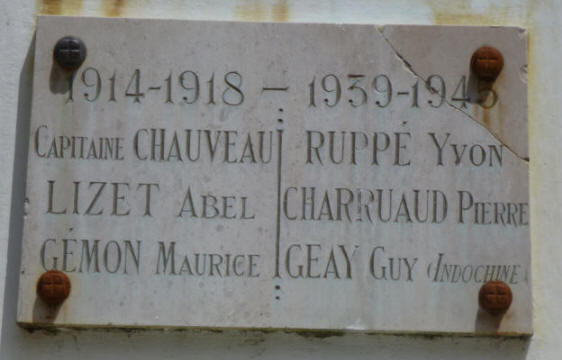 1914-1918 — 1939-1945
CAPITAINE CHAUVEAU
LIZET ABEL
GÉMON MAURICE
RUPPÉ YVON
CHARRUAUD PIERRE
GEAY GUY (INDOCHINE)